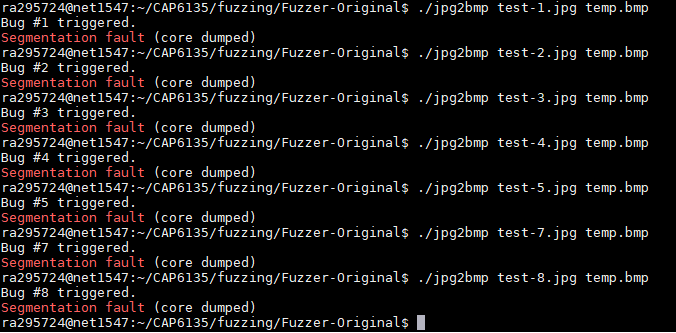 ra295724@net1547:~/CAP6135/fuzzing/Fuzzer-Original$ ./jpg2bmp test-1.jpg temp.bmp
Bug #1 triggered.
Segmentation fault (core dumped)
ra295724@net1547:~/CAP6135/fuzzing/Fuzzer-Original$ ./jpg2bmp test-2.jpg temp.bmp
Bug #2 triggered.
Segmentation fault (core dumped)
ra295724@net1547:~/CAP6135/fuzzing/Fuzzer-Original$ ./jpg2bmp test-3.jpg temp.bmp
Bug #3 triggered.
Segmentation fault (core dumped)
ra295724@net1547:~/CAP6135/fuzzing/Fuzzer-Original$ ./jpg2bmp test-4.jpg temp.bmp
Bug #4 triggered.
Segmentation fault (core dumped)
ra295724@net1547:~/CAP6135/fuzzing/Fuzzer-Original$ ./jpg2bmp test-5.jpg temp.bmp
Bug #5 triggered.
Segmentation fault (core dumped)
ra295724@net1547:~/CAP6135/fuzzing/Fuzzer-Original$ ./jpg2bmp test-7.jpg temp.bmp
Bug #7 triggered.
Segmentation fault (core dumped)
ra295724@net1547:~/CAP6135/fuzzing/Fuzzer-Original$ ./jpg2bmp test-8.jpg temp.bmp
Bug #8 triggered.
Segmentation fault (core dumped)
ra295724@net1547:~/CAP6135/fuzzing/Fuzzer-Original$